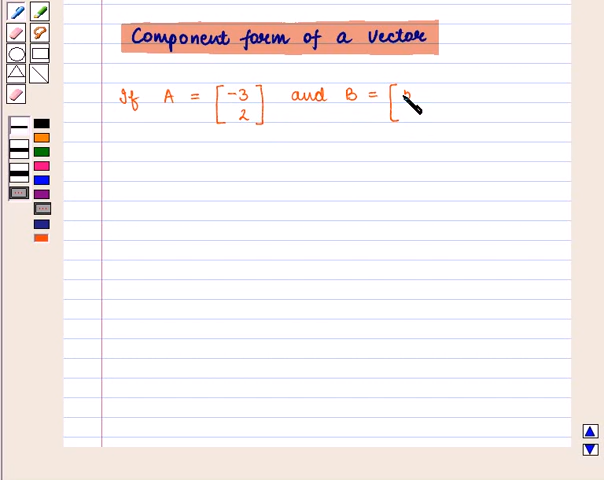 Component form of a vector
If A = [-3 and B = [
2]